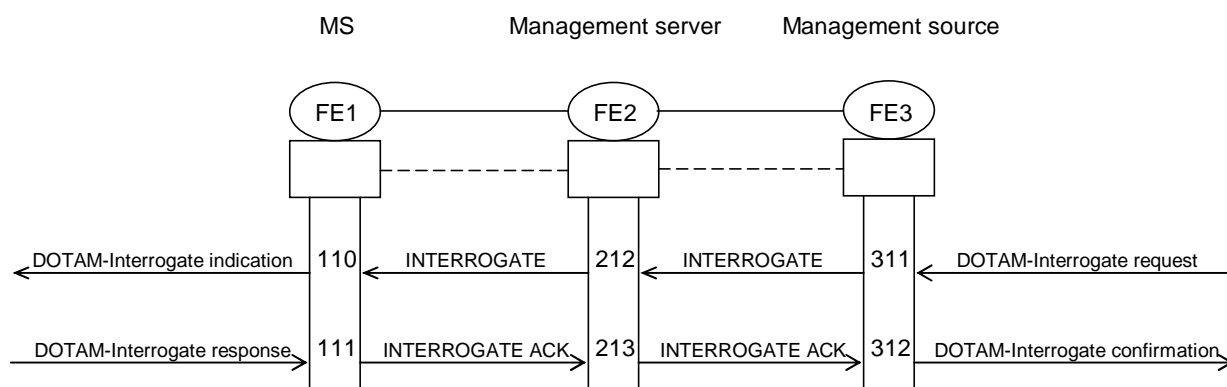 MS Management server Management source
FE1 FE2 FE3
DOTAM-Interrogate indication 110 INTERROGATE 212 INTERROGATE 311 DOTAM-Interrogate request
DOTAM-Interrogate response 111 INTERROGATE ACK 213 INTERROGATE ACK 312 DOTAM-Interrogate confirmation